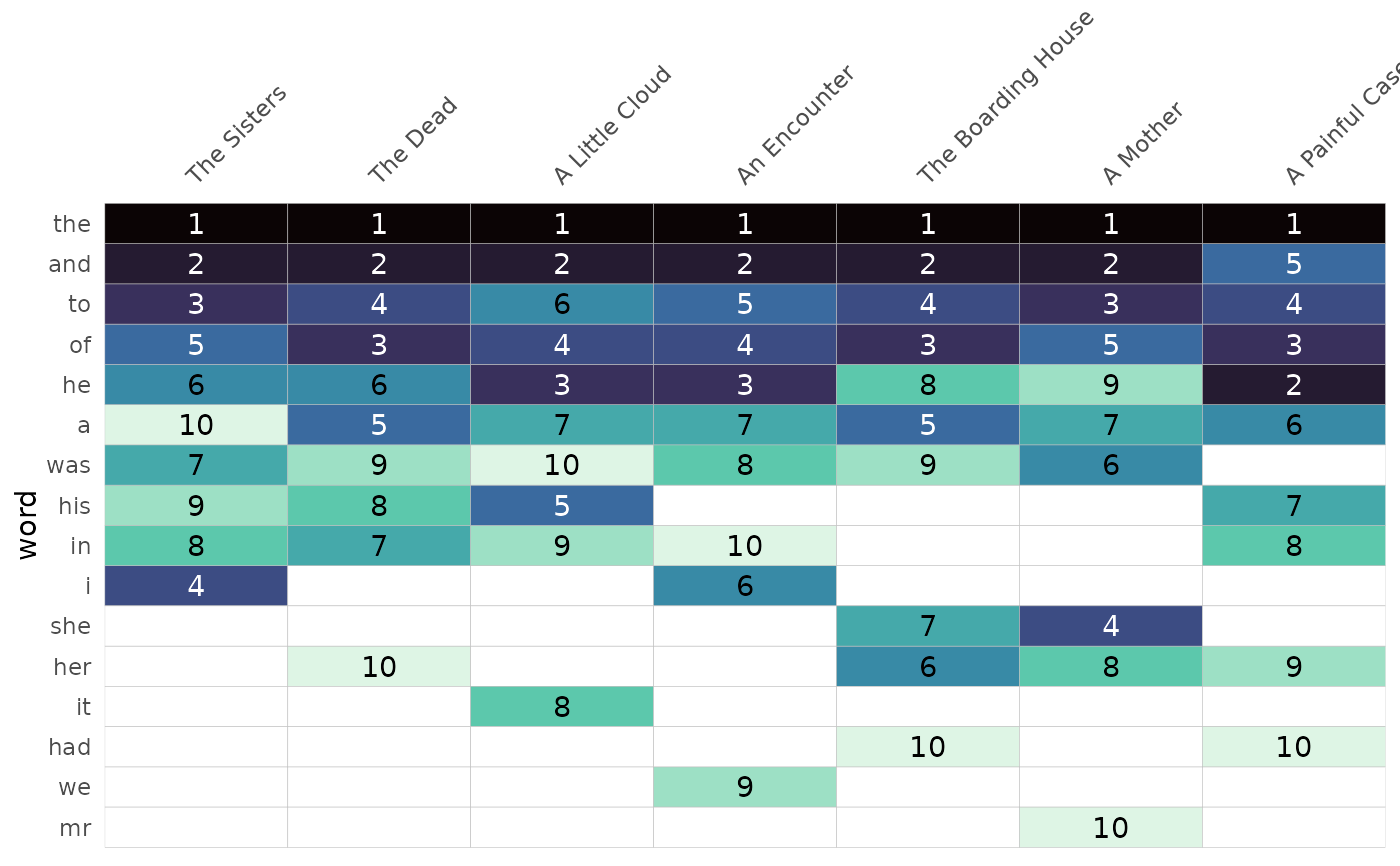 The Sisters The Dead A Little Cloud An Encounter The Boarding House A Mother A Painful Case
the 1 1 1 1 1 1 1
and 2 2 2 2 2 2 5
to 3 4 6 5 4 3 4
of 5 3 4 4 3 5 3
he 6 6 3 3 8 9 2
a 10 5 7 7 5 7 6
was 7 9 10 8 9 6
his 9 8 5 7
word
in 8 7 9 10 8
i 4 6
she 7 4
her 10 6 8 9
it 8
had 10 10
we 9
mr 10